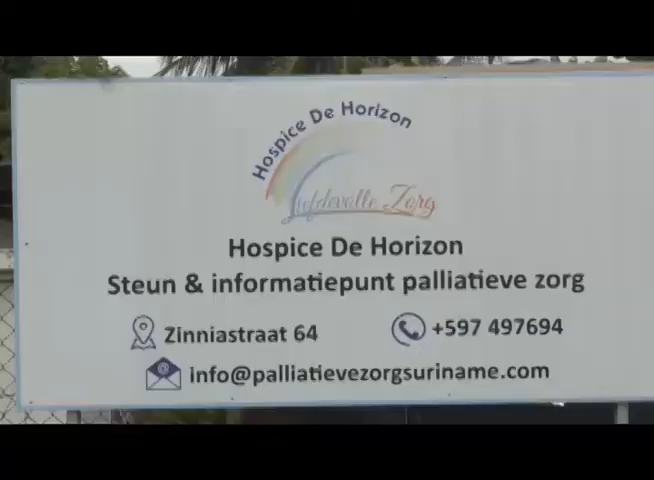 Hospice De Horizon
Liefdevolle Zorg
Hospice De Horizon
Steun & informatiepunt palliatieve zorg
Zinniastraat 64
+597 497694
info@palliatievezorgsuriname.com